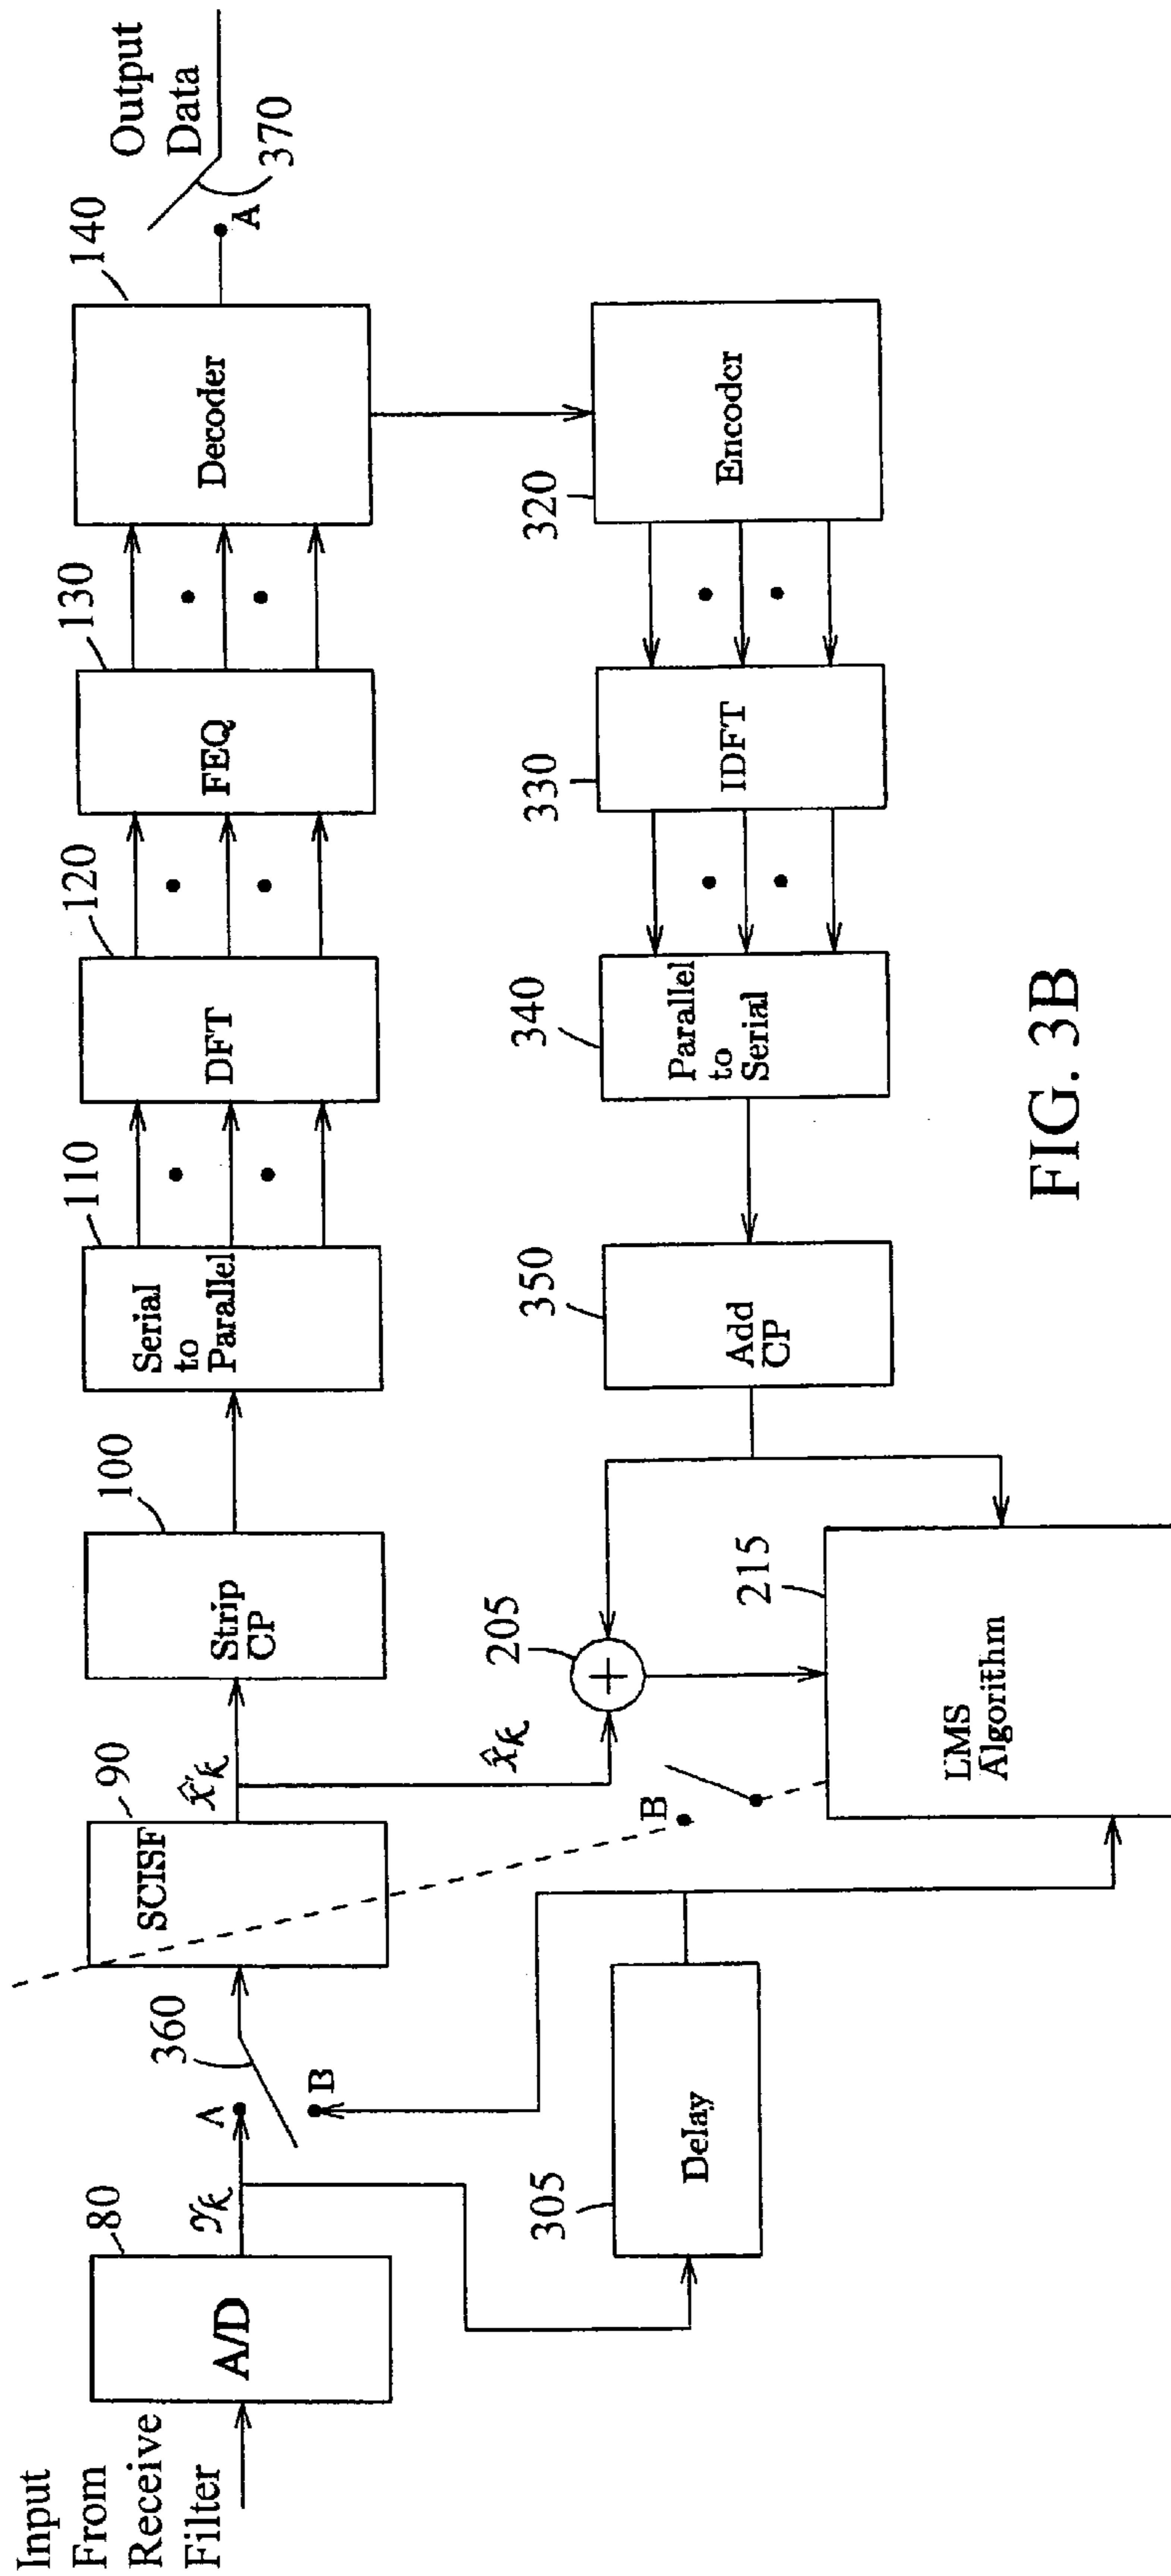 Input
From
Receive
Filter
80
A/D
𝓎k
A
B
360
90
SCISF
x̂'k
100
Strip
CP
110
Serial
to
Parallel
120
DFT
130
FEQ
140
Decoder
A
370
Output
Data
305
Delay
B
x̂k
205
+
215
LMS
Algorithm
350
Add
CP
340
Parallel
to
Serial
330
IDFT
320
Encoder
FIG. 3B